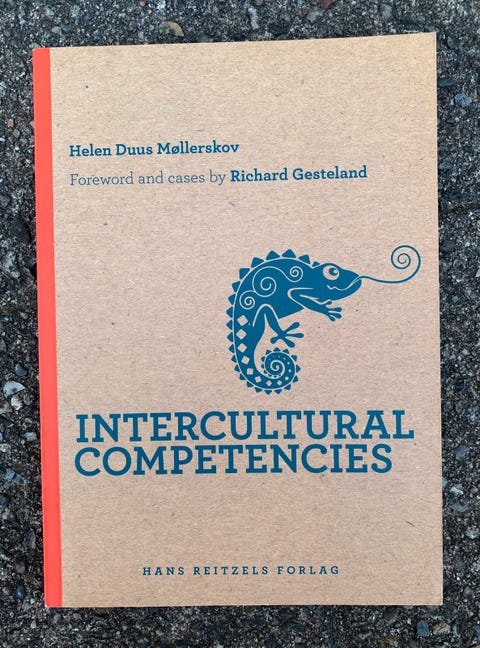 Helen Duus Møllerskov
Foreword and cases by Richard Gesteland
INTERCULTURAL
COMPETENCIES
HANS REITZELS FORLAG